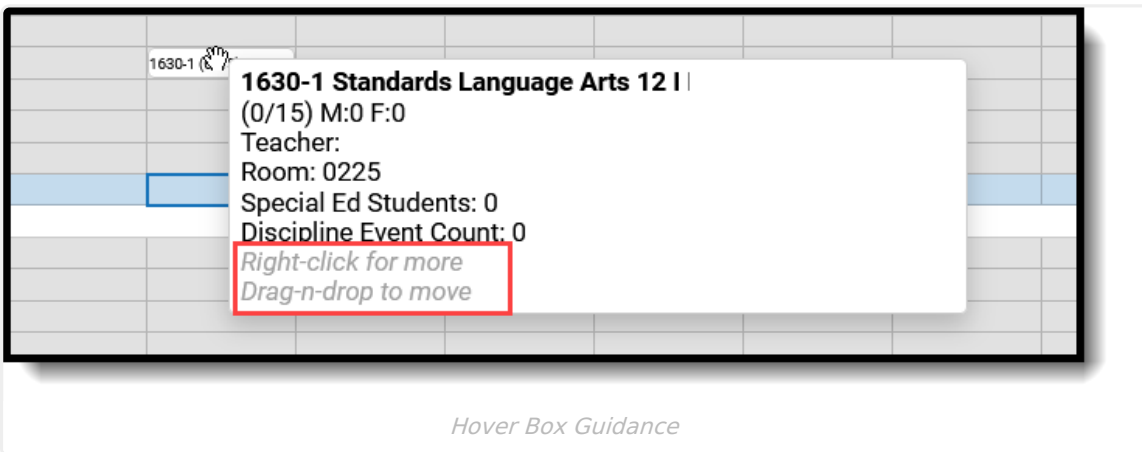 1630-1 (
1630-1 Standards Language Arts 12 I
(0/15) M:0 F:0
Teacher:
Room: 0225
Special Ed Students: 0
Discipline Event Count: 0
Right-click for more
Drag-n-drop to move
Hover Box Guidance